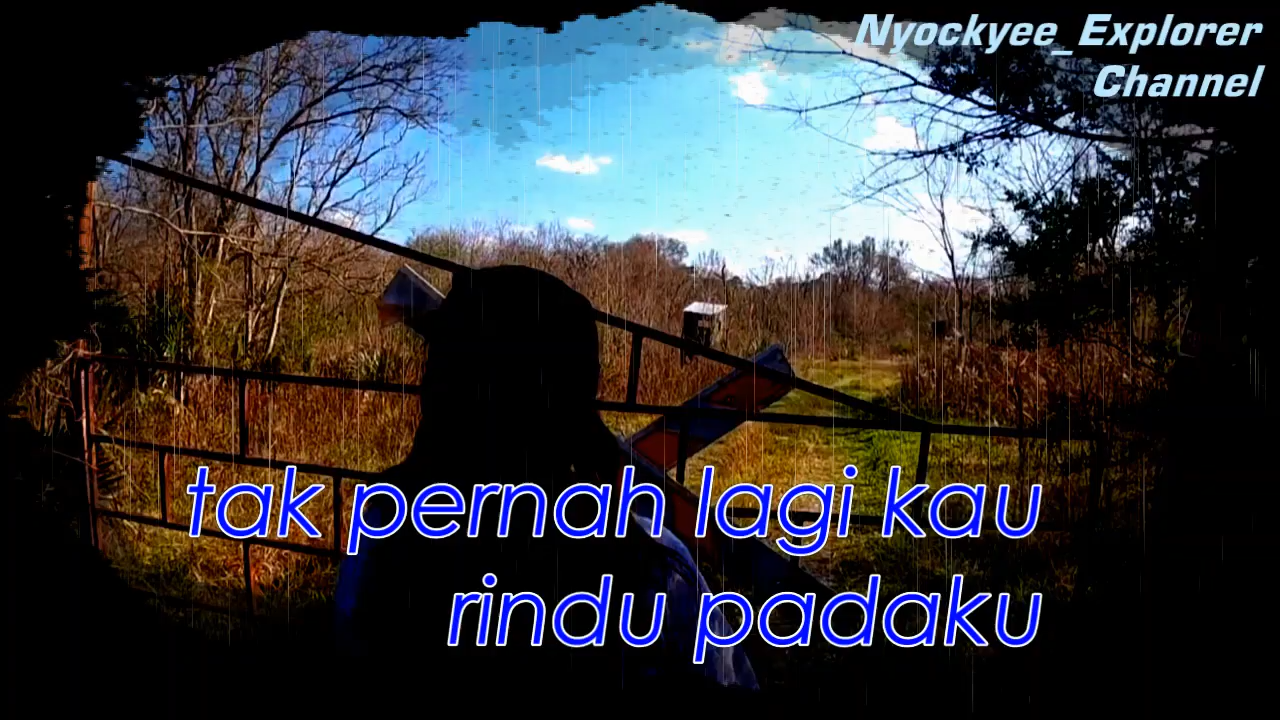 Nyockyee_Explorer
Channel
tak pernah lagi kau
rindu padaku